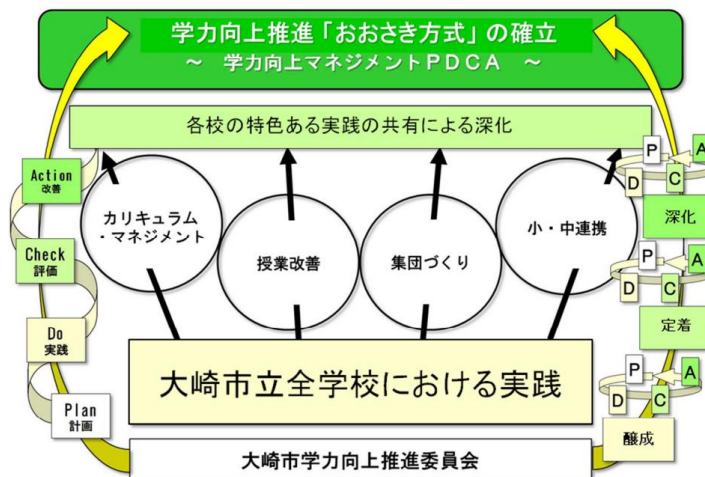 学力向上推進「おおさき方式」の確立
～ 学力向上マネジメントPDCA ～
各校の特色ある実践の共有による深化
Action
改善
Check
評価
Do
実践
Plan
計画
カリキュラム
・マネジメント
授業改善
集団づくり
小・中連携
P
A
D
C
深化
P
A
D
C
定着
P
A
D
C
醸成
大崎市立全学校における実践
大崎市学力向上推進委員会